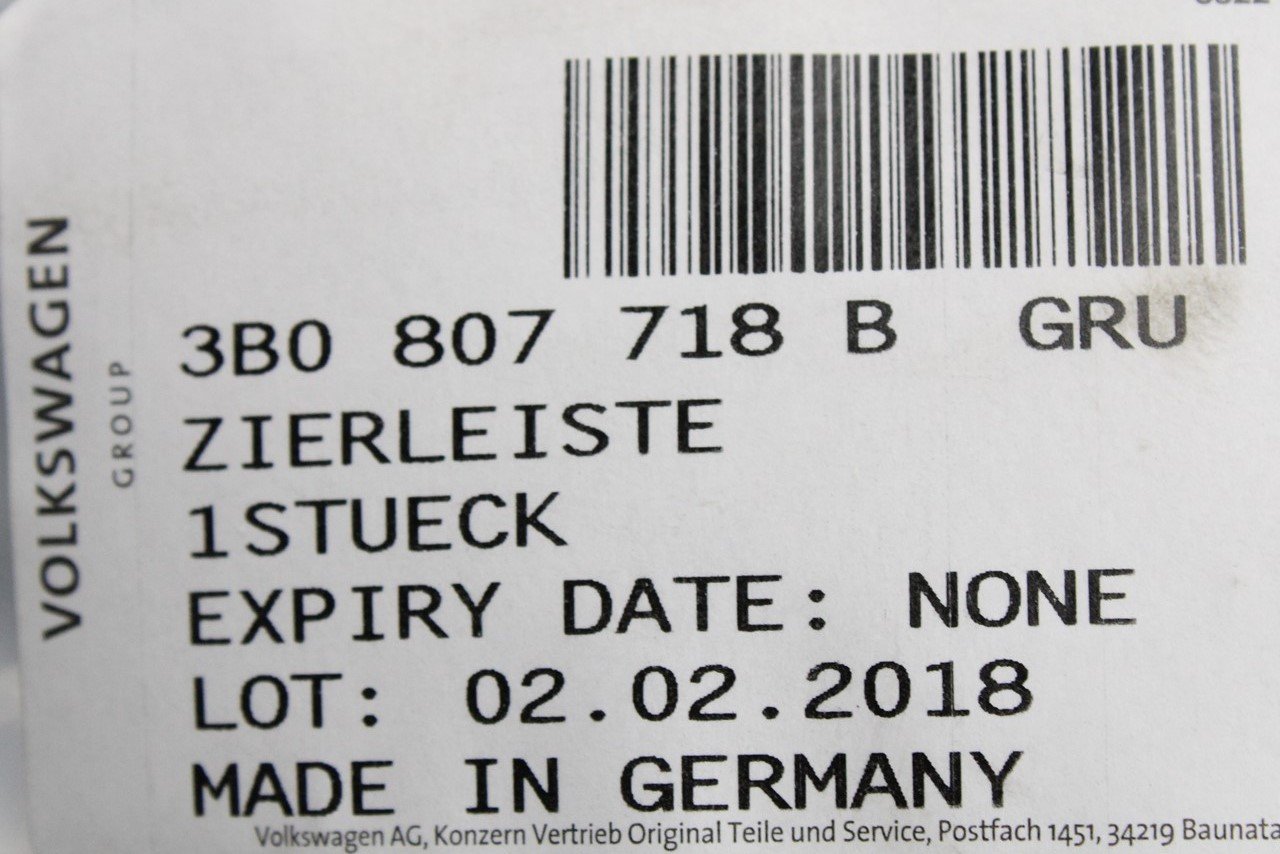 3B0 807 718 B GRU
ZIERLEISTE
1STUECK
EXPIRY DATE: NONE
LOT: 02.02.2018
MADE IN GERMANY
Volkswagen AG, Konzern Vertrieb Original Teile und Service, Postfach 1451, 34219 Baunata
VOLKSWAGEN
GROUP